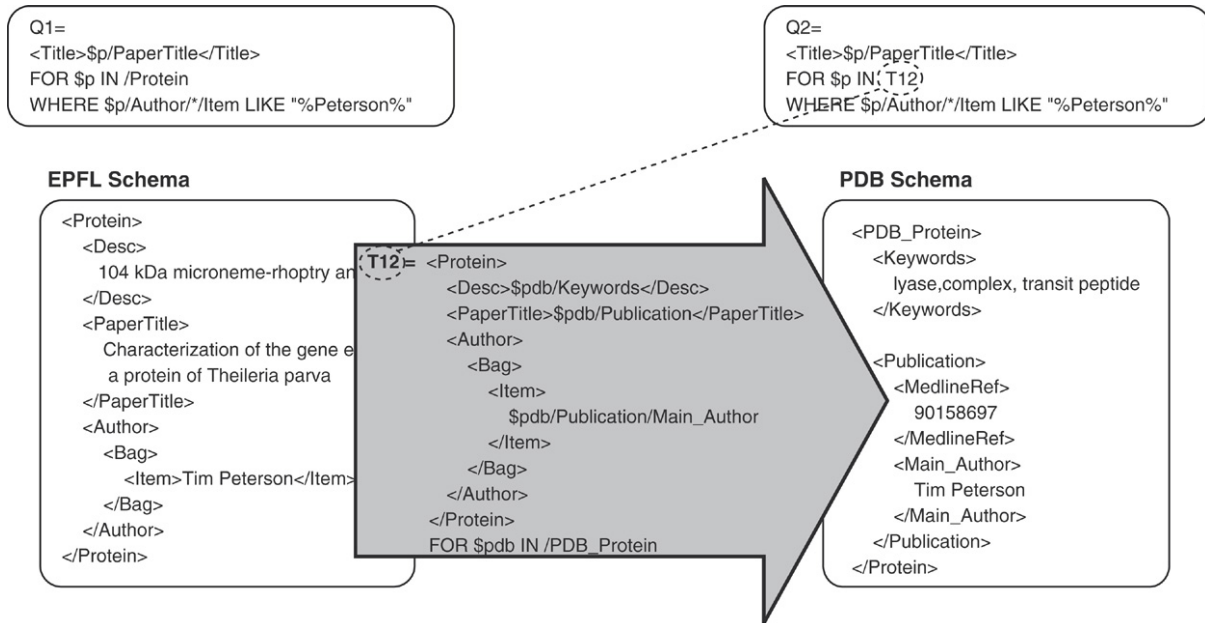 Q1=
<Title>$p/PaperTitle</Title>
FOR $p IN /Protein
WHERE $p/Author/*/Item LIKE "%Peterson%"
Q2=
<Title>$p/PaperTitle</Title>
FOR $p IN T12
WHERE $p/Author/*/Item LIKE "%Peterson%"
EPFL Schema
<Protein>
<Desc>
104 kDa microneme-rhoptry an
</Desc>
<PaperTitle>
Characterization of the gene e
a protein of Theileria parva
</PaperTitle>
<Author>
<Bag>
<Item>Tim Peterson</Item>
</Bag>
</Author>
</Protein>
T12= <Protein>
<Desc>$pdb/Keywords</Desc>
<PaperTitle>$pdb/Publication</PaperTitle>
<Author>
<Bag>
<Item>
$pdb/Publication/Main_Author
</Item>
</Bag>
</Author>
</Protein>
FOR $pdb IN /PDB_Protein
PDB Schema
<PDB_Protein>
<Keywords>
lyase,complex, transit peptide
</Keywords>
<Publication>
<MedlineRef>
90158697
</MedlineRef>
<Main_Author>
Tim Peterson
</Main_Author>
</Publication>
</Protein>